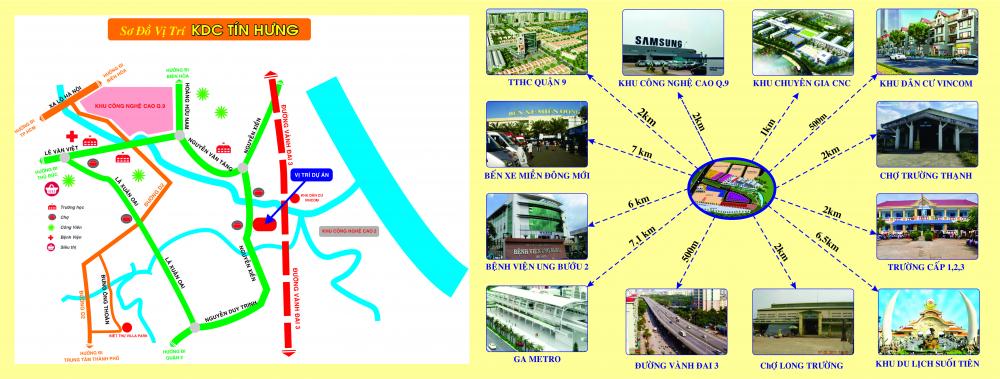 Sơ Đồ Vị Trí KDC TÍN HƯNG
HƯỚNG ĐI
BIÊN HÒA
HƯỚNG ĐI
BIÊN HÒA
XA LỘ HÀ NỘI
HƯỚNG ĐI
TP HCM
KHU CÔNG NGHỆ CAO Q.9
HOÀNG HỮU NAM
LÊ VĂN VIỆT
HƯỚNG ĐI
THỦ ĐỨC
NGUYỄN VĂN TĂNG
NGUYỄN XIỂN
ĐƯỜNG VÀNH ĐAI 3
VỊ TRÍ DỰ ÁN
KHU DÂN CƯ
VINCOM
KHU CÔNG NGHỆ CAO 2
LÃ XUÂN OAI
ĐƯỜNG D2
Trường học
Chợ
Công Viên
Bệnh Viện
Siêu thị
LÃ XUÂN OAI
NGUYỄN XIỂN
ĐƯỜNG VÀNH ĐAI 3
NGUYỄN DUY TRINH
BƯNG ÔNG THOÀN
ĐƯỜNG D2
BIỆT THỰ VILLA PARK
HƯỚNG ĐI
TRUNG TÂM THÀNH PHỐ
HƯỚNG ĐI
QUẬN 2
SAMSUNG
TTHC QUẬN 9
KHU CÔNG NGHỆ CAO Q.9
KHU CHUYÊN GIA CNC
KHU DÂN CƯ VINCOM
2km
2km
1km
500m
BẾN XE MIỀN ĐÔNG
BẾN XE MIỀN ĐÔNG MỚI
7 km
2km
CHỢ TRƯỜNG THẠNH
6 km
2km
BỆNH VIỆN UNG BƯỚU
BỆNH VIỆN UNG BƯỚU 2
TRƯỜNG CẤP 1,2,3
7,1 km
500m
2km
6,5km
GA METRO
ĐƯỜNG VÀNH ĐAI 3
CHỢ LONG TRƯỜNG
KHU DU LỊCH SUỐI TIÊN